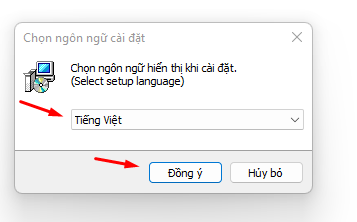 Chọn ngôn ngữ cài đặt
Chọn ngôn ngữ hiển thị khi cài đặt.
(Select setup language)
Tiếng Việt
Đồng ý
Hủy bỏ